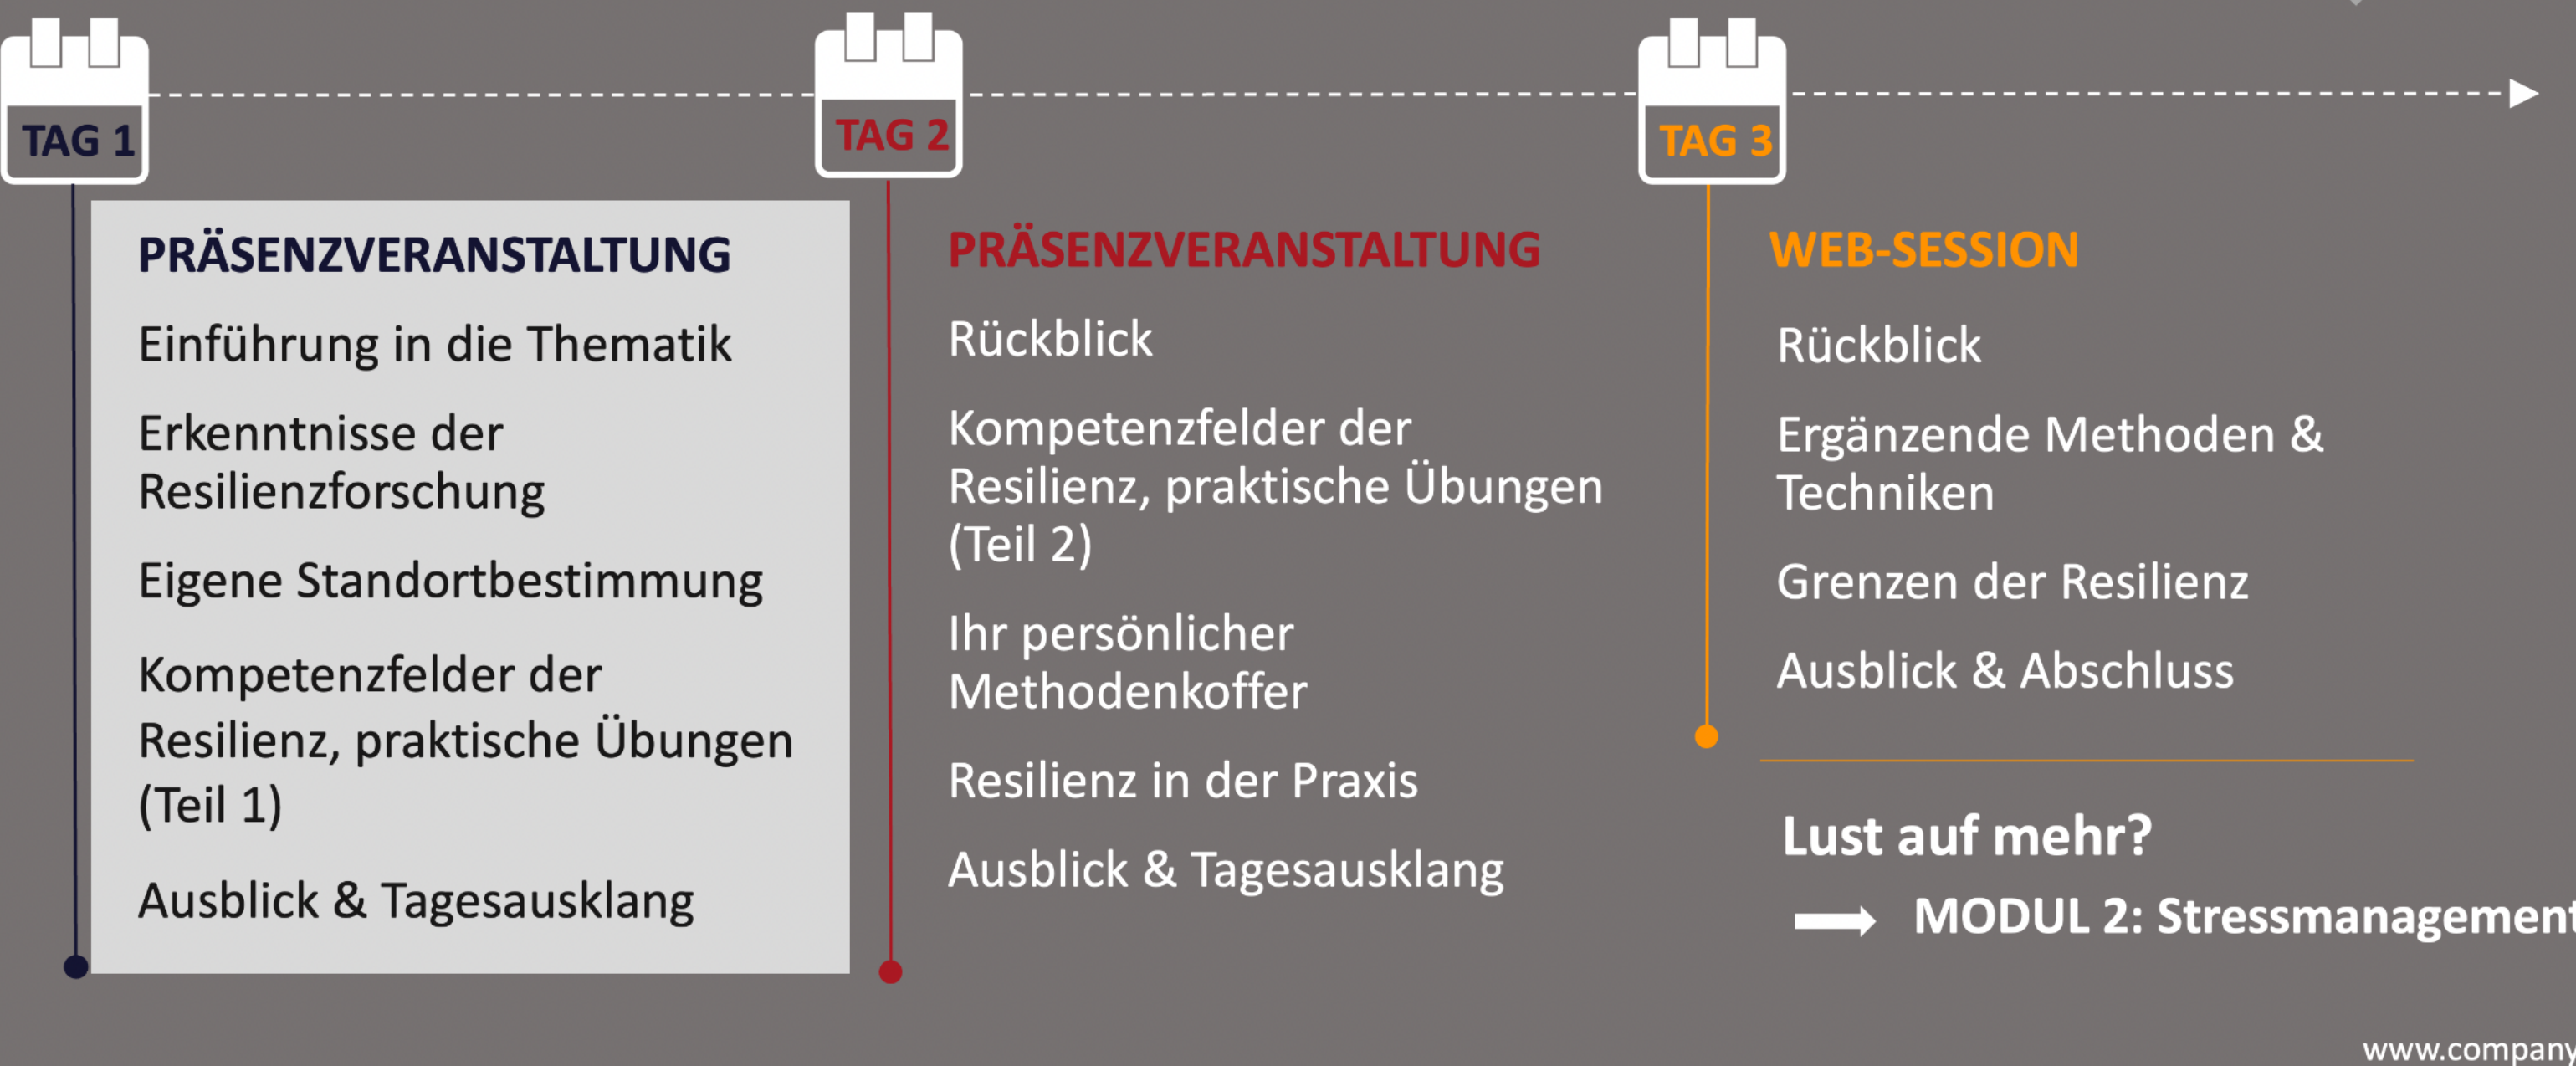 TAG 1
PRÄSENZVERANSTALTUNG
Einführung in die Thematik
Erkenntnisse der
Resilienzforschung
Eigene Standortbestimmung
Kompetenzfelder der
Resilienz, praktische Übungen
(Teil 1)
Ausblick & Tagesausklang
TAG 2
PRÄSENZVERANSTALTUNG
Rückblick
Kompetenzfelder der
Resilienz, praktische Übungen
(Teil 2)
Ihr persönlicher
Methodenkoffer
Resilienz in der Praxis
Ausblick & Tagesausklang
TAG 3
WEB-SESSION
Rückblick
Ergänzende Methoden &
Techniken
Grenzen der Resilienz
Ausblick & Abschluss
Lust auf mehr?
MODUL 2: Stressmanagement
www.company